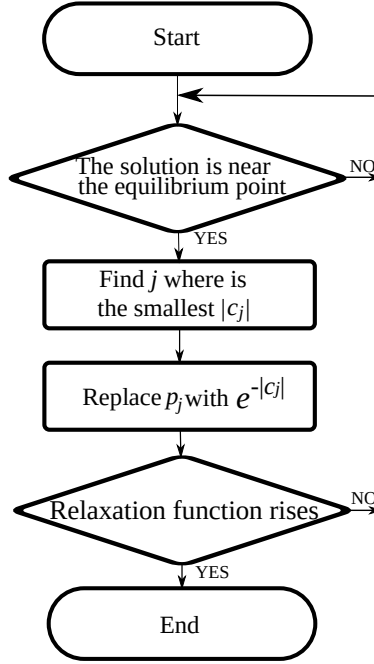 Start
The solution is near
the equilibrium point
NO
YES
Find j where is
the smallest |cj|
Replace pj with e^-|cj|
Relaxation function rises
NO
YES
End